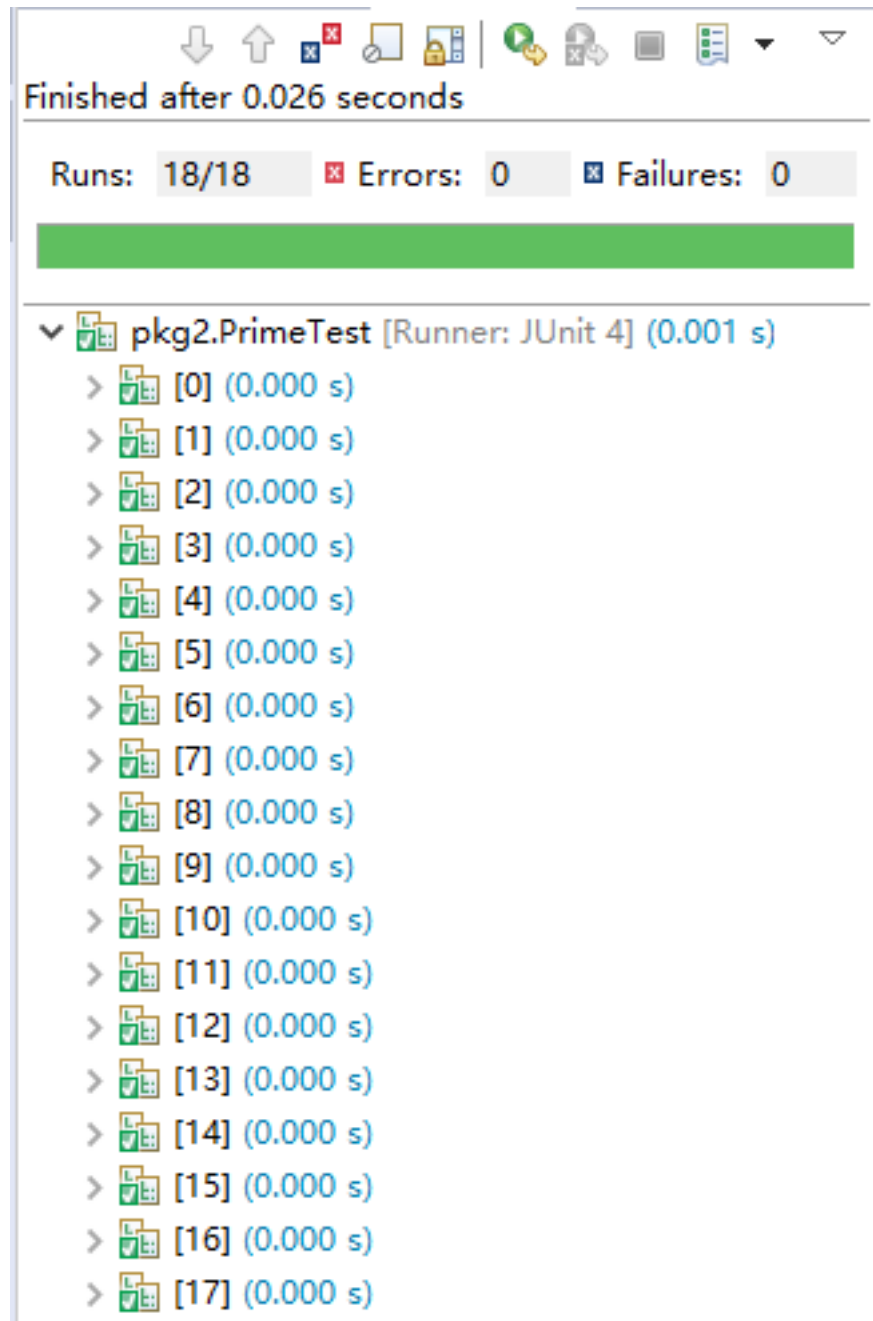 Finished after 0.026 seconds
Runs: 18/18 Errors: 0 Failures: 0
pkg2.PrimeTest [Runner: JUnit 4] (0.001 s)
[0] (0.000 s)
[1] (0.000 s)
[2] (0.000 s)
[3] (0.000 s)
[4] (0.000 s)
[5] (0.000 s)
[6] (0.000 s)
[7] (0.000 s)
[8] (0.000 s)
[9] (0.000 s)
[10] (0.000 s)
[11] (0.000 s)
[12] (0.000 s)
[13] (0.000 s)
[14] (0.000 s)
[15] (0.000 s)
[16] (0.000 s)
[17] (0.000 s)